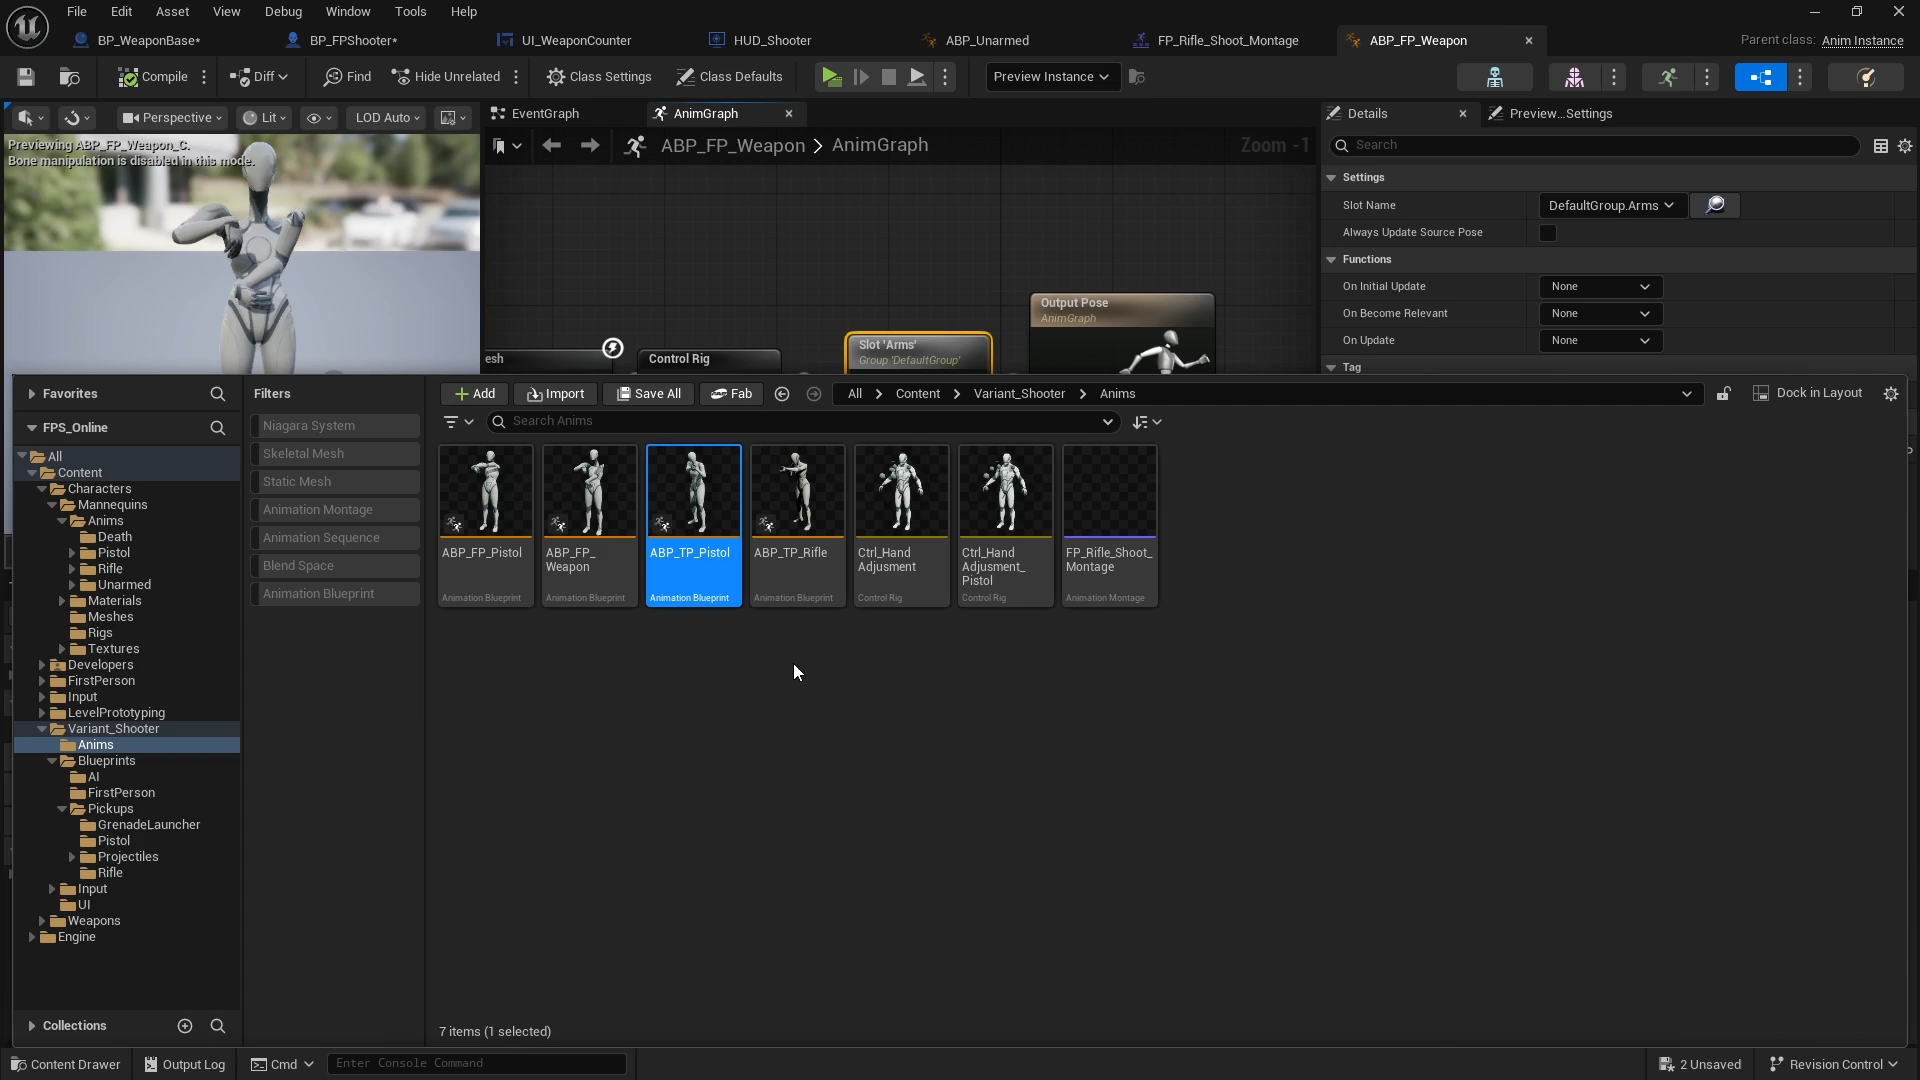 File Edit Asset View Debug Window Tools Help
BP_WeaponBase* BP_FPShooter* UI_WeaponCounter HUD_Shooter ABP_Unarmed FP_Rifle_Shoot_Montage ABP_FP_Weapon Parent class: Anim Instance
Compile Diff Find Hide Unrelated Class Settings Class Defaults Preview Instance
Perspective Lit LOD Auto EventGraph AnimGraph Details Preview...Settings
Previewing ABP_FP_Weapon_C.
Bone manipulation is disabled in this mode.
ABP_FP_Weapon AnimGraph Zoom -1
Search
Settings
Slot Name DefaultGroup.Arms
Always Update Source Pose
Functions
On Initial Update None
On Become Relevant None
On Update None
Tag
Output Pose
AnimGraph
Slot 'Arms'
Group 'DefaultGroup'
esh Control Rig
Favorites
FPS_Online
All
Content
Characters
Mannequins
Anims
Death
Pistol
Rifle
Unarmed
Materials
Meshes
Rigs
Textures
Developers
FirstPerson
Input
LevelPrototyping
Variant_Shooter
Anims
Blueprints
AI
FirstPerson
Pickups
GrenadeLauncher
Pistol
Projectiles
Rifle
Input
UI
Weapons
Engine
Collections
Filters
Niagara System
Skeletal Mesh
Static Mesh
Animation Montage
Animation Sequence
Blend Space
Animation Blueprint
Add Import Save All Fab All Content Variant_Shooter Anims Dock in Layout
Search Anims
ABP_FP_Pistol
Animation Blueprint
ABP_FP_
Weapon
Animation Blueprint
ABP_TP_Pistol
Animation Blueprint
ABP_TP_Rifle
Animation Blueprint
Ctrl_Hand
Adjusment
Control Rig
Ctrl_Hand
Adjusment_
Pistol
Control Rig
FP_Rifle_Shoot_
Montage
Animation Montage
7 items (1 selected)
Content Drawer Output Log Cmd Enter Console Command 2 Unsaved Revision Control